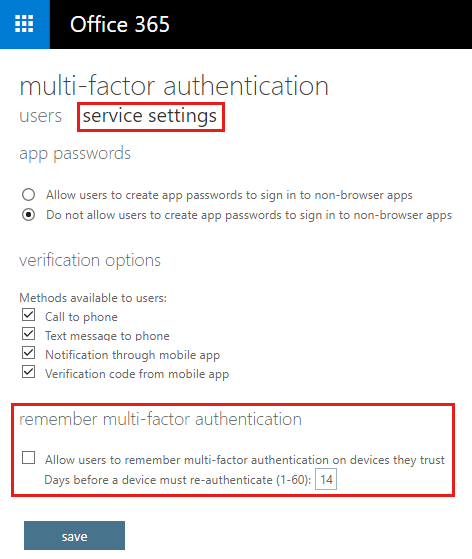 Office 365
multi-factor authentication
users service settings
app passwords
Allow users to create app passwords to sign in to non-browser apps
Do not allow users to create app passwords to sign in to non-browser apps
verification options
Methods available to users:
Call to phone
Text message to phone
Notification through mobile app
Verification code from mobile app
remember multi-factor authentication
Allow users to remember multi-factor authentication on devices they trust
Days before a device must re-authenticate (1-60): 14
save